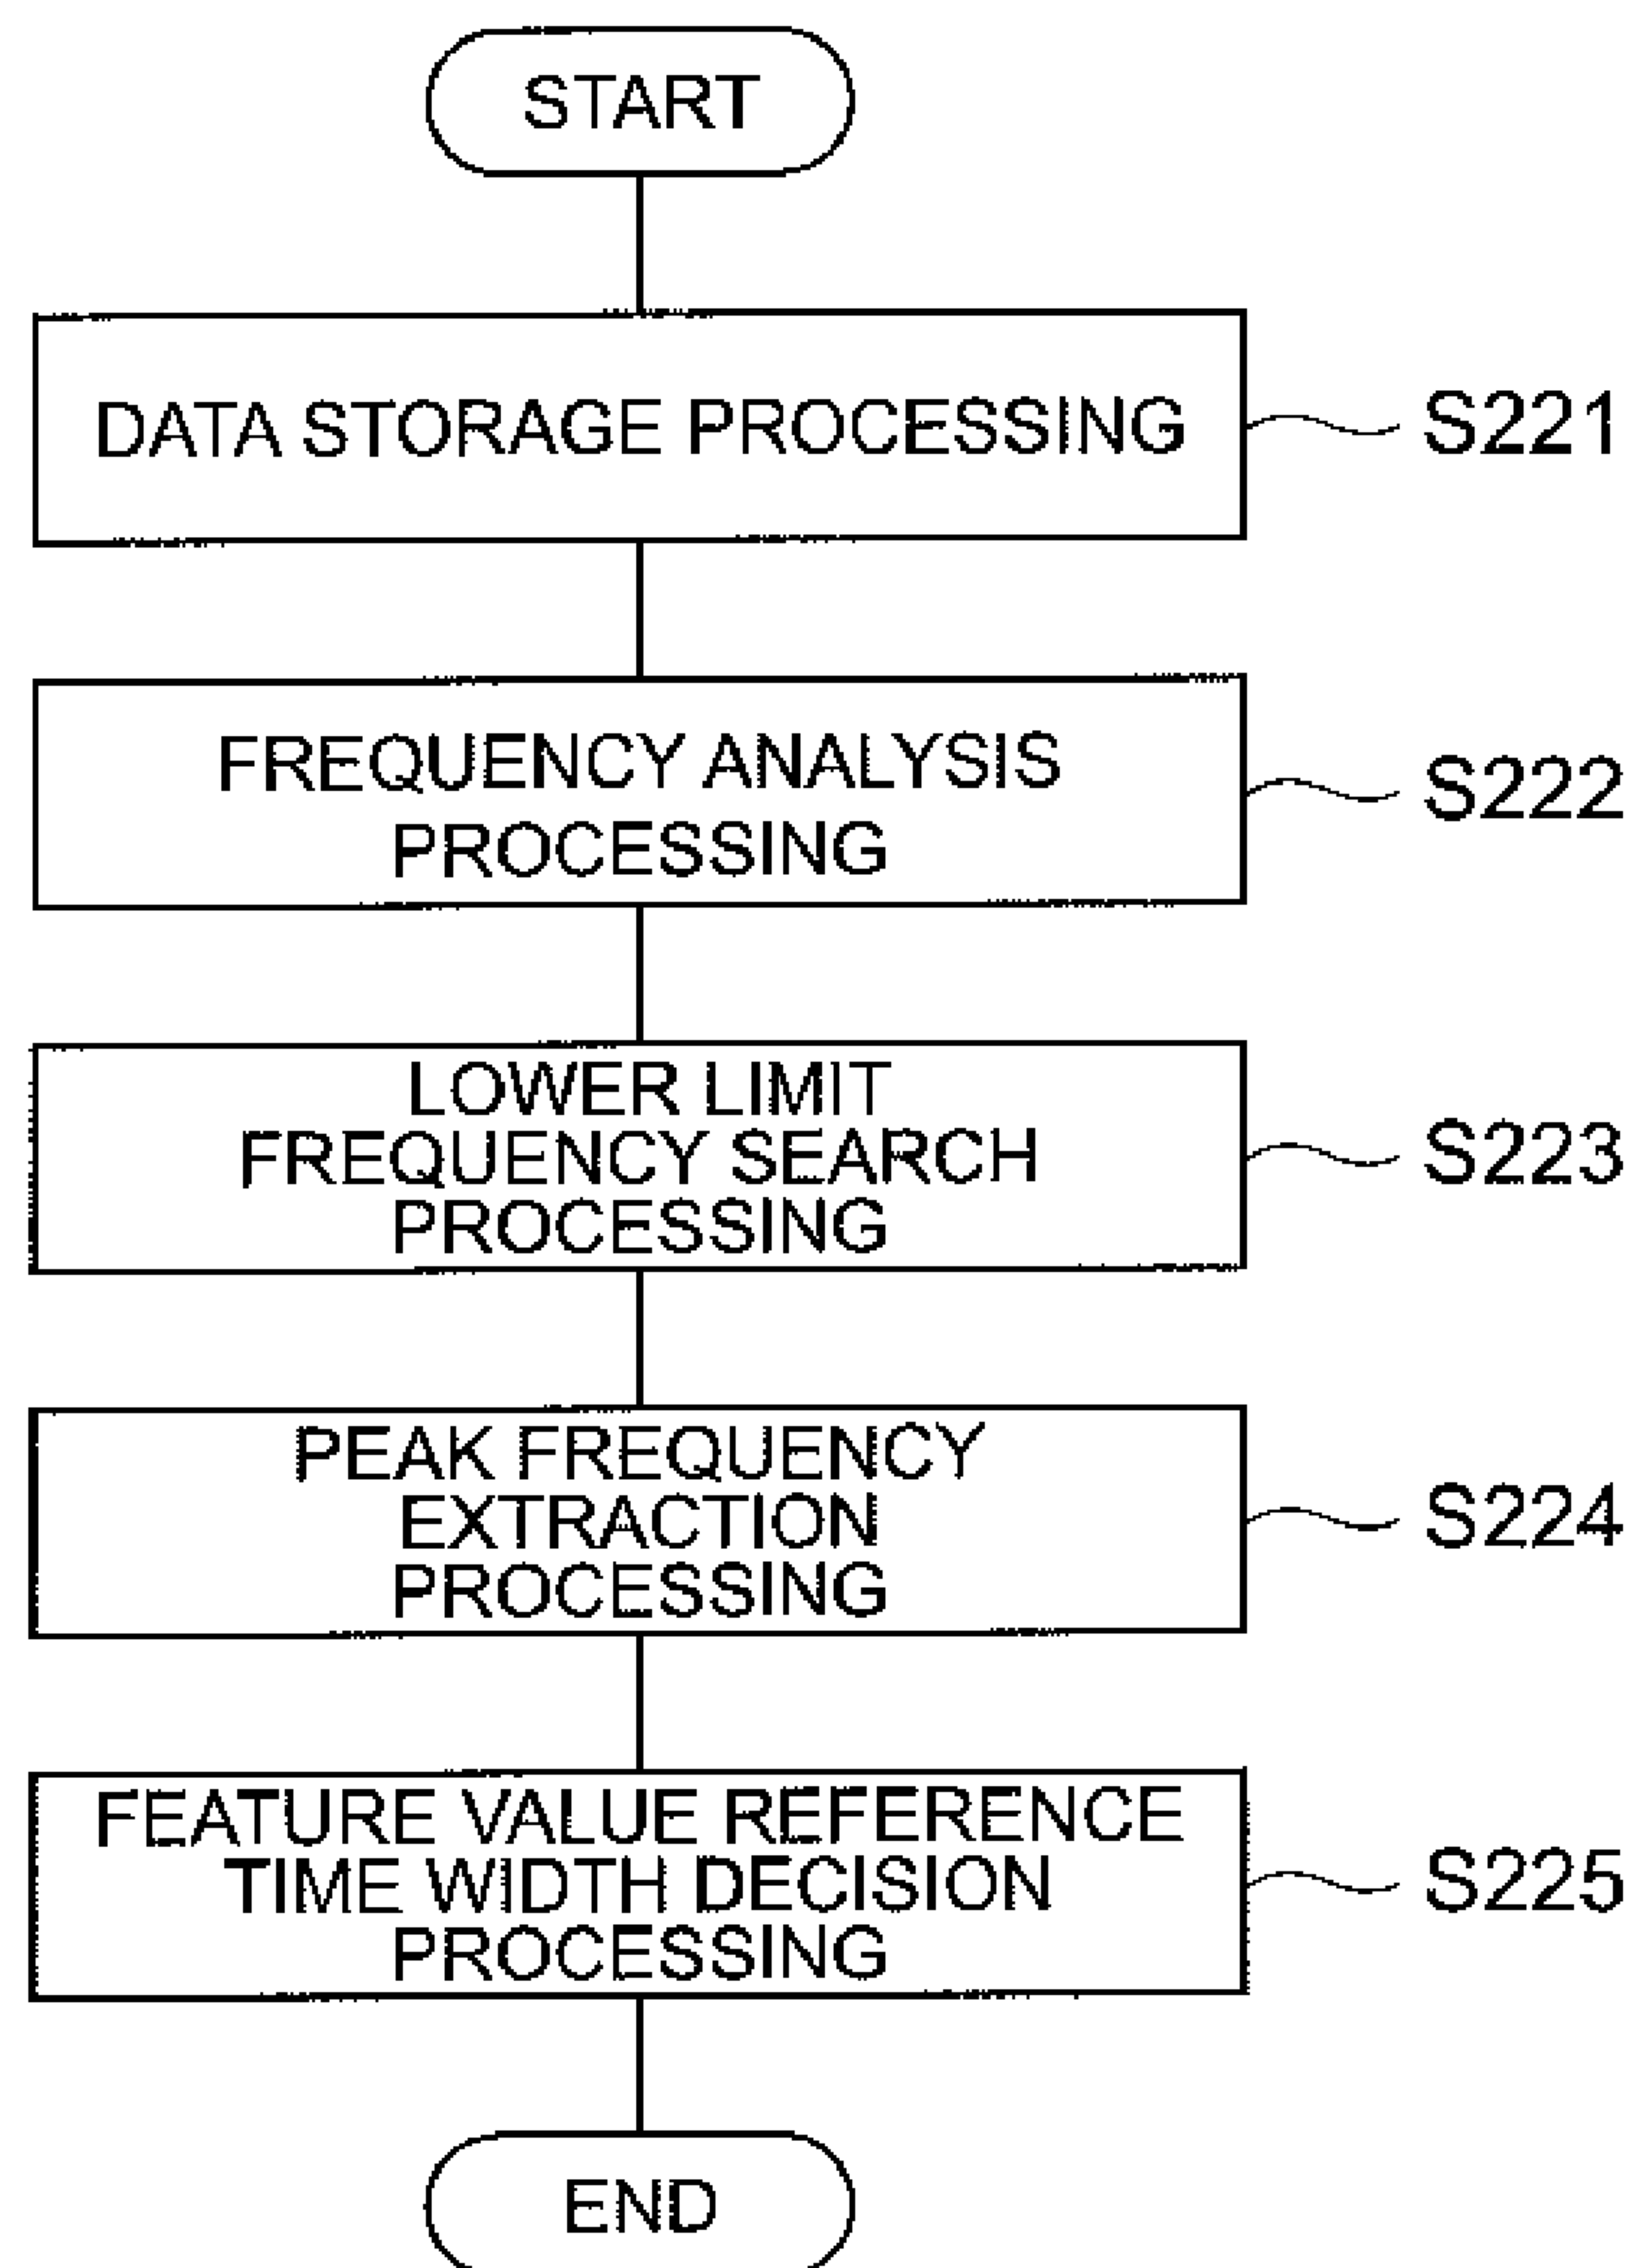 START
DATA STORAGE PROCESSING
S221
FREQUENCY ANALYSIS
PROCESSING
S222
LOWER LIMIT
FREQUENCY SEARCH
PROCESSING
S223
PEAK FREQUENCY
EXTRACTION
PROCESSING
S224
FEATURE VALUE REFERENCE
TIME WIDTH DECISION
PROCESSING
S225
END